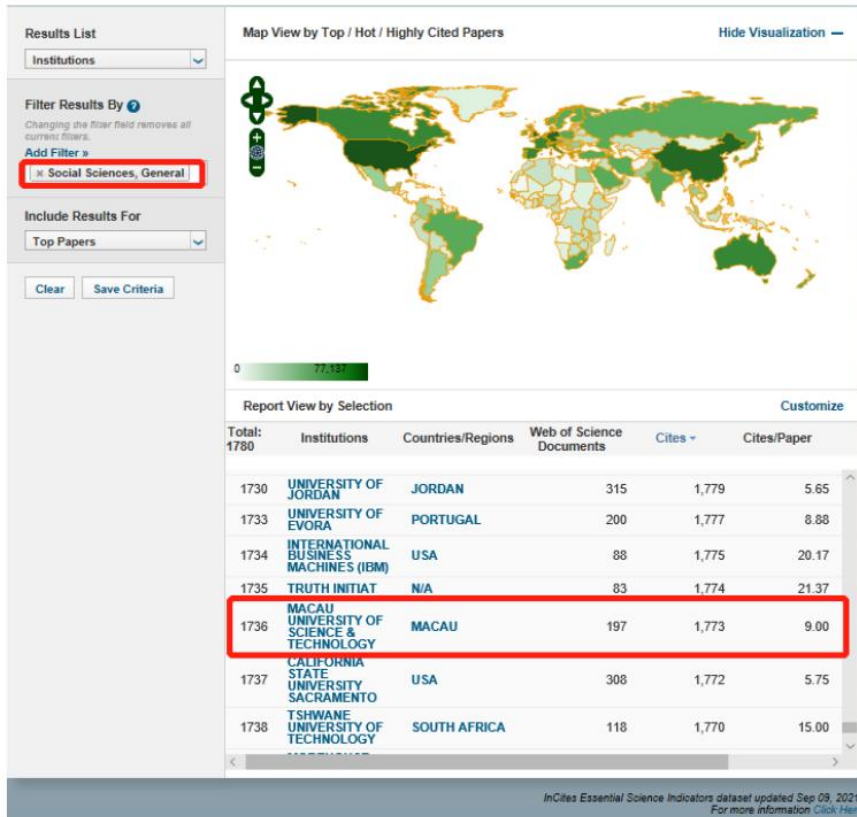 Results List
Institutions
Filter Results By ?
Changing the filter field removes all
current filters.
Add Filter »
× Social Sciences, General
Include Results For
Top Papers
Clear Save Criteria
Map View by Top / Hot / Highly Cited Papers Hide Visualization —
+
−
0 77,137
Report View by Selection Customize
Total: 1780 Institutions Countries/Regions Web of Science Documents Cites Cites/Paper
1730 UNIVERSITY OF JORDAN JORDAN 315 1,779 5.65
1733 UNIVERSITY OF EVORA PORTUGAL 200 1,777 8.88
1734 INTERNATIONAL BUSINESS MACHINES (IBM) USA 88 1,775 20.17
1735 TRUTH INITIAT N/A 83 1,774 21.37
1736 MACAU UNIVERSITY OF SCIENCE & TECHNOLOGY MACAU 197 1,773 9.00
1737 CALIFORNIA STATE UNIVERSITY SACRAMENTO USA 308 1,772 5.75
1738 TSHWANE UNIVERSITY OF TECHNOLOGY SOUTH AFRICA 118 1,770 15.00
InCites Essential Science Indicators dataset updated Sep 09, 2021
For more information Click Her